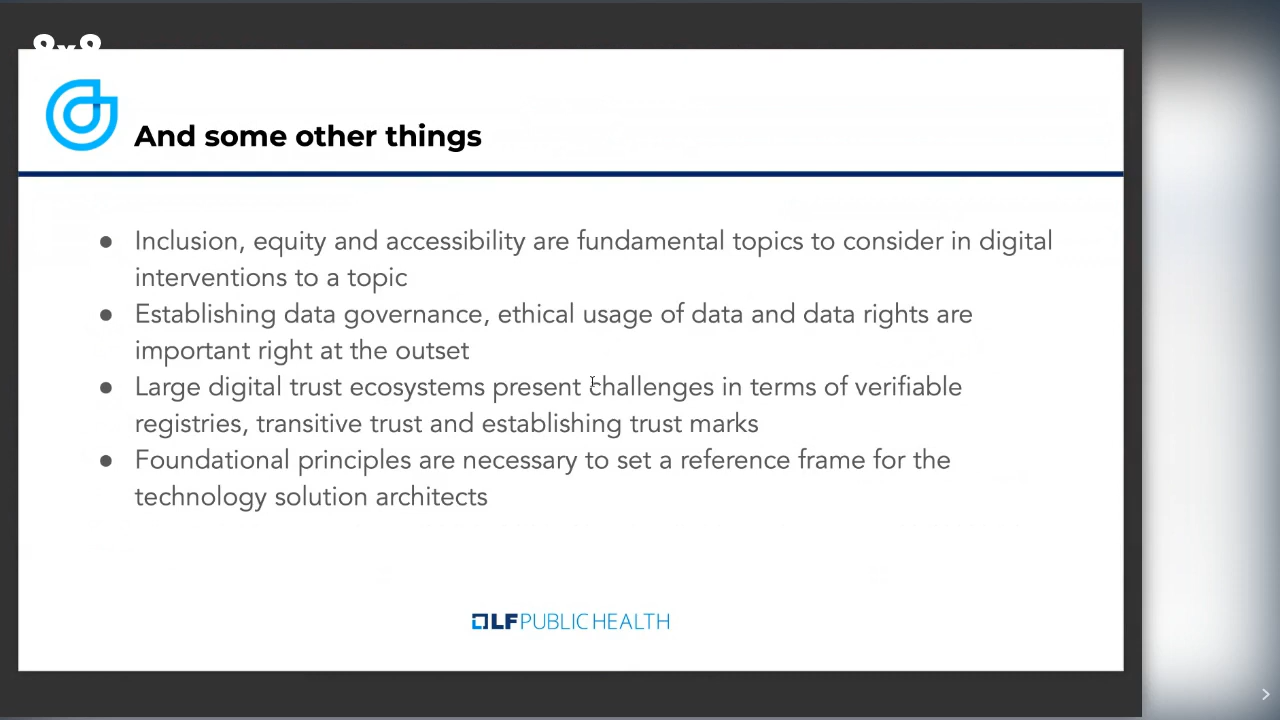 8x8
And some other things
● Inclusion, equity and accessibility are fundamental topics to consider in digital
interventions to a topic
● Establishing data governance, ethical usage of data and data rights are
important right at the outset
● Large digital trust ecosystems present challenges in terms of verifiable
registries, transitive trust and establishing trust marks
● Foundational principles are necessary to set a reference frame for the
technology solution architects
LFPUBLICHEALTH